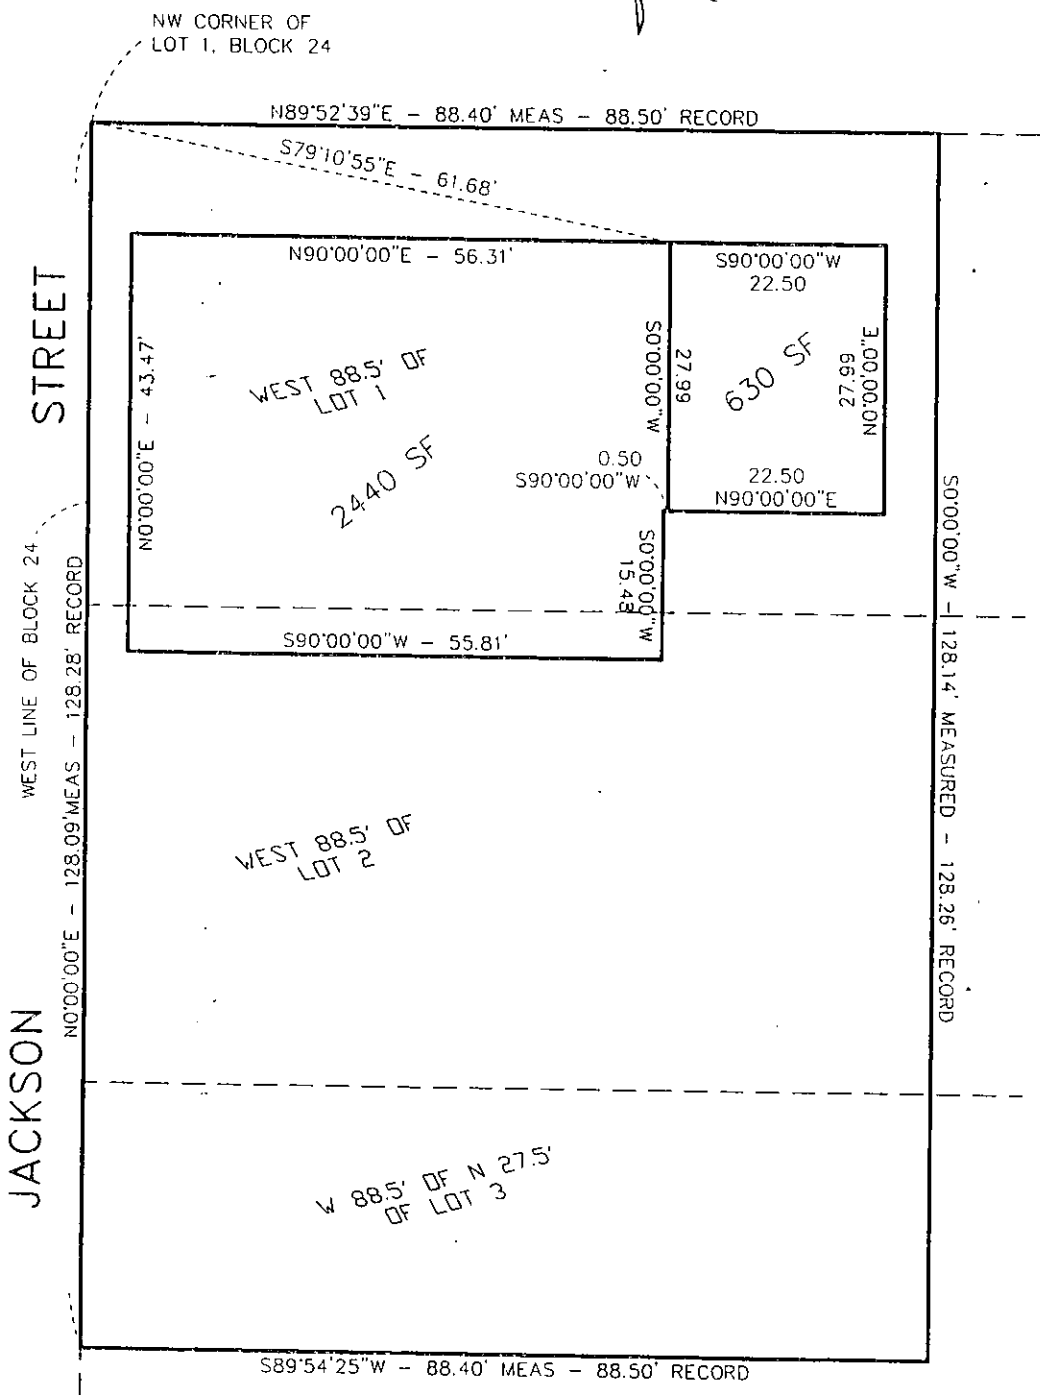 NW CORNER OF
LOT 1, BLOCK 24
N89°52'39"E - 88.40' MEAS - 88.50' RECORD
S79°10'55"E - 61.68'
N90°00'00"E - 56.31'
S90°00'00"W
22.50
STREET
N0°00'00"E - 43.47'
WEST 88.5' OF
LOT 1
2440 SF
S0°00'00"W
27.99
630 SF
27.99
N0°00'00"E
0.50
S90°00'00"W
22.50
N90°00'00"E
S0°00'00"W
15.48
S90°00'00"W - 55.81'
WEST LINE OF BLOCK 24
N0°00'00"E - 128.09'MEAS - 128.28' RECORD
S0°00'00"W - 128.14' MEASURED - 128.26' RECORD
WEST 88.5' OF
LOT 2
JACKSON
W 88.5' OF N 27.5'
OF LOT 3
S89°54'25"W - 88.40' MEAS - 88.50' RECORD